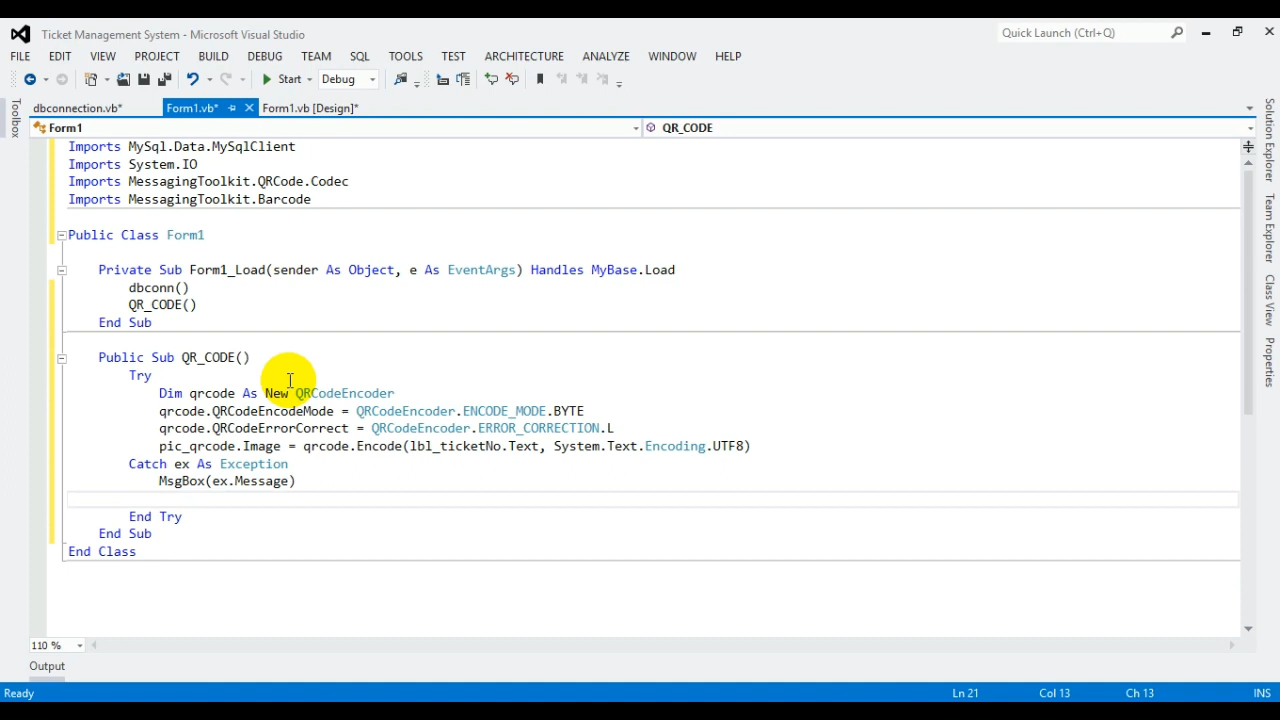 Ticket Management System - Microsoft Visual Studio
Quick Launch (Ctrl+Q)
FILE EDIT VIEW PROJECT BUILD DEBUG TEAM SQL TOOLS TEST ARCHITECTURE ANALYZE WINDOW HELP
Start Debug
dbconnection.vb* Form1.vb* Form1.vb [Design]*
Form1 QR_CODE
Imports MySql.Data.MySqlClient
Imports System.IO
Imports MessagingToolkit.QRCode.Codec
Imports MessagingToolkit.Barcode
Public Class Form1
Private Sub Form1_Load(sender As Object, e As EventArgs) Handles MyBase.Load
dbconn()
QR_CODE()
End Sub
Public Sub QR_CODE()
Try
Dim qrcode As New QRCodeEncoder
qrcode.QRCodeEncodeMode = QRCodeEncoder.ENCODE_MODE.BYTE
qrcode.QRCodeErrorCorrect = QRCodeEncoder.ERROR_CORRECTION.L
pic_qrcode.Image = qrcode.Encode(lbl_ticketNo.Text, System.Text.Encoding.UTF8)
Catch ex As Exception
MsgBox(ex.Message)
End Try
End Sub
End Class
110 %
Output
Ready Ln 21 Col 13 Ch 13 INS
Toolbox
Solution Explorer
Team Explorer
Class View
Properties